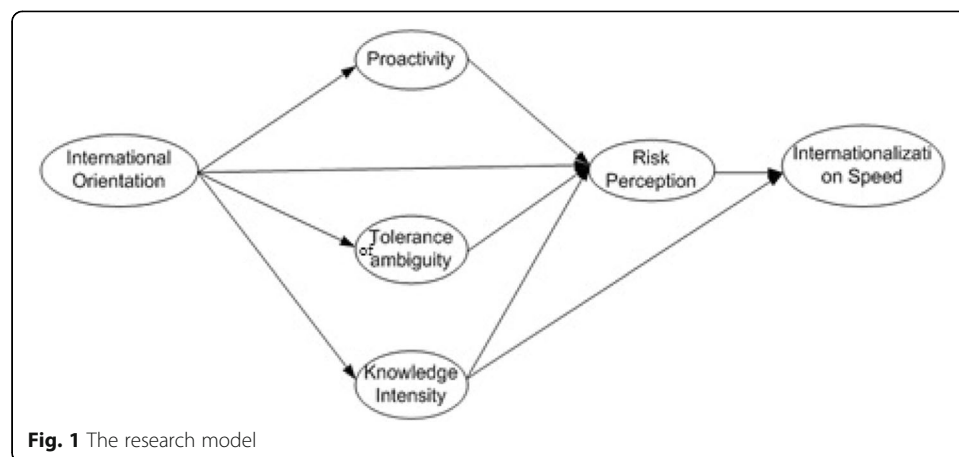 Proactivity
International
Orientation
Risk
Perception
Internationalizati
on Speed
Tolerance
of ambiguity
Knowledge
Intensity
Fig. 1 The research model